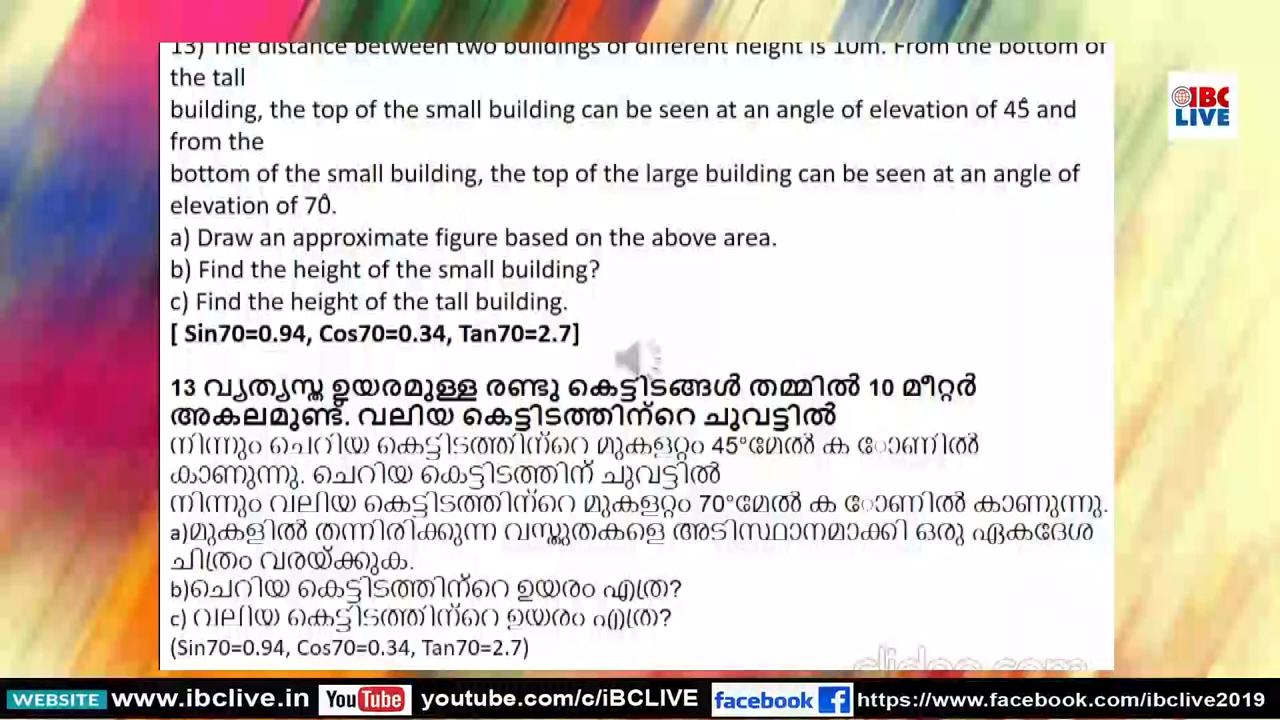 13) The distance between two buildings of different height is 10m. From the bottom of
the tall
building, the top of the small building can be seen at an angle of elevation of 45̊ and
from the
bottom of the small building, the top of the large building can be seen at an angle of
elevation of 70̊.
a) Draw an approximate figure based on the above area.
b) Find the height of the small building?
c) Find the height of the tall building.
[ Sin70=0.94, Cos70=0.34, Tan70=2.7]
13 വ്യത്യസ്ത ഉയരമുള്ള രണ്ടു കെട്ടിടങ്ങൾ തമ്മിൽ 10 മീറ്റർ
അകലമുണ്ട്. വലിയ കെട്ടിടത്തിന്റെ ചുവട്ടിൽ
നിന്നും ചെറിയ കെട്ടിടത്തിന്റെ മുകളറ്റം 45°മേൽ ക ോണിൽ
കാണുന്നു. ചെറിയ കെട്ടിടത്തിന് ചുവട്ടിൽ
നിന്നും വലിയ കെട്ടിടത്തിന്റെ മുകളറ്റം 70°മേൽ ക ോണിൽ കാണുന്നു.
a)മുകളിൽ തന്നിരിക്കുന്ന വസ്തുതകളെ അടിസ്ഥാനമാക്കി ഒരു ഏകദേശ
ചിത്രം വരയ്ക്കുക.
b)ചെറിയ കെട്ടിടത്തിന്റെ ഉയരം എത്ര?
c) വലിയ കെട്ടിടത്തിന്റെ ഉയരം എത്ര?
(Sin70=0.94, Cos70=0.34, Tan70=2.7)
IBC
LIVE
WEBSITE www.ibclive.in YouTube youtube.com/c/iBCLIVE facebook f https://www.facebook.com/ibclive2019